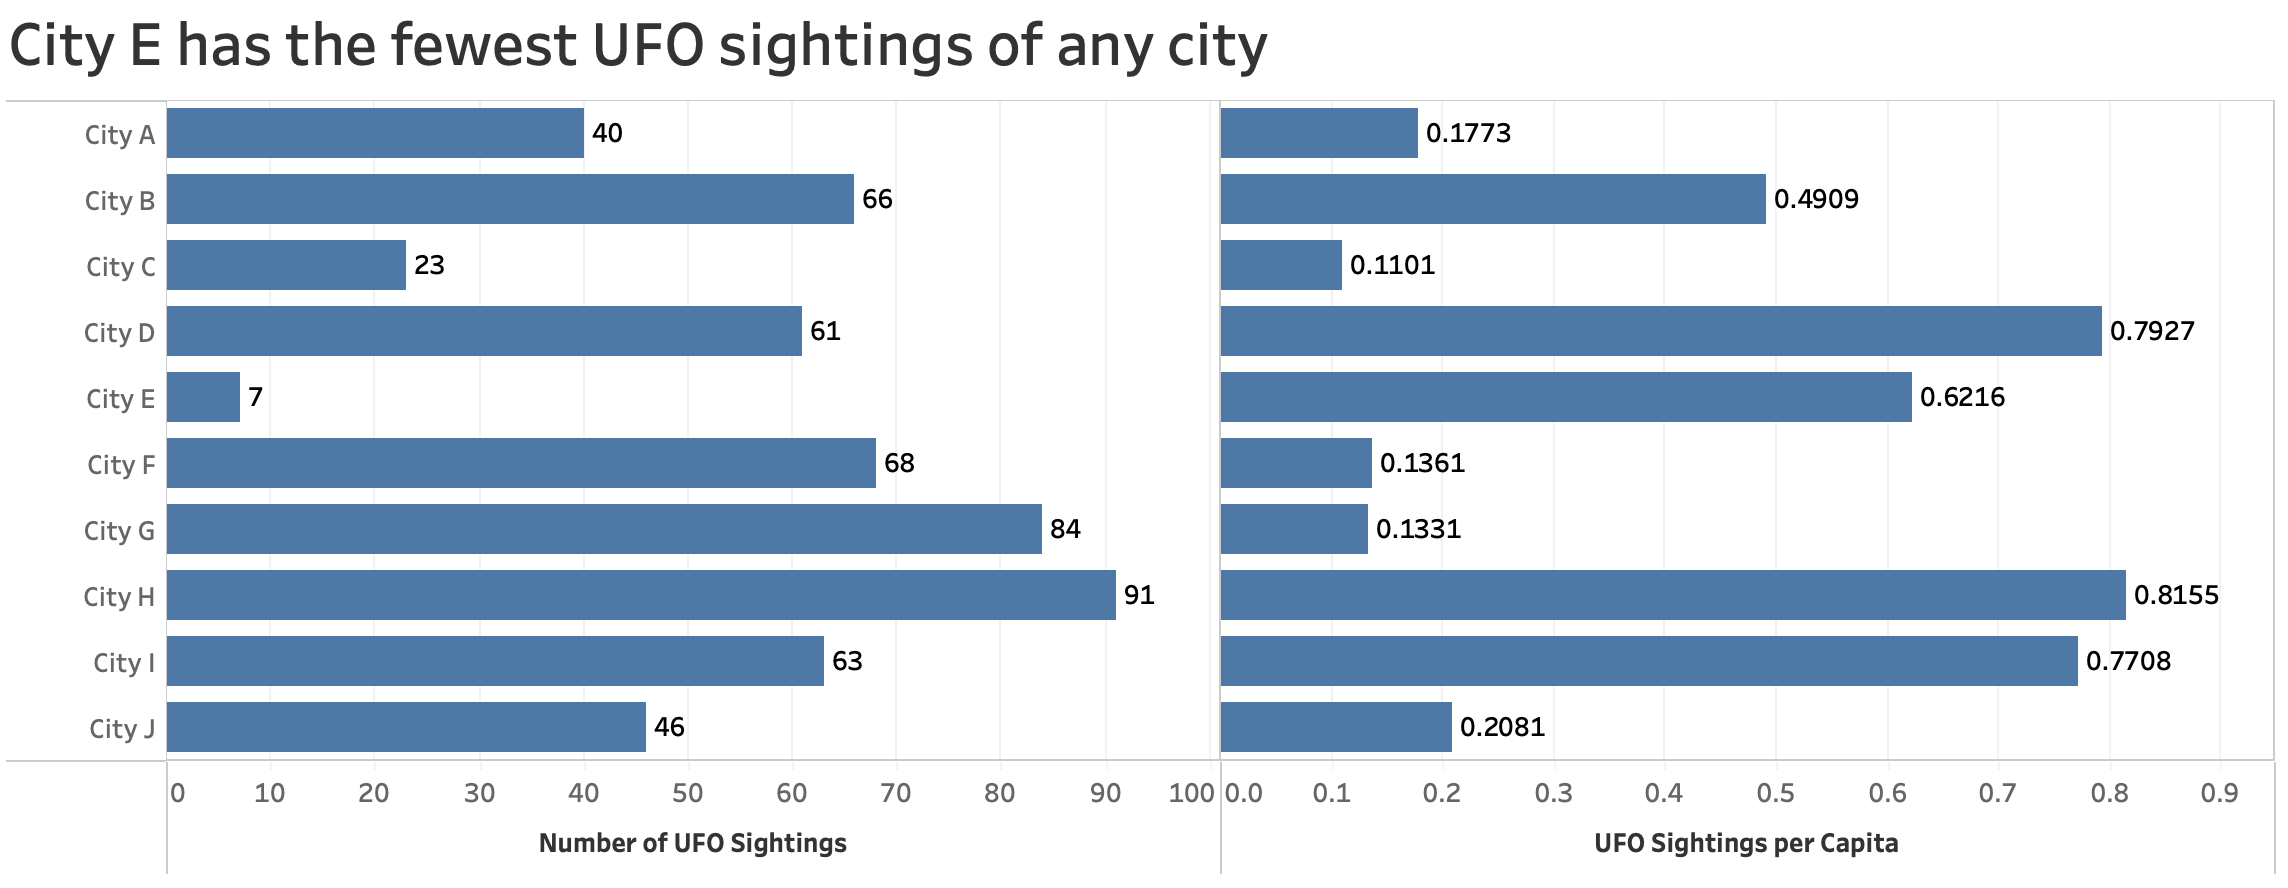 City E has the fewest UFO sightings of any city
City A 40 0.1773
City B 66 0.4909
City C 23 0.1101
City D 61 0.7927
City E 7 0.6216
City F 68 0.1361
City G 84 0.1331
City H 91 0.8155
City I 63 0.7708
City J 46 0.2081
0 10 20 30 40 50 60 70 80 90 100 0.0 0.1 0.2 0.3 0.4 0.5 0.6 0.7 0.8 0.9
Number of UFO Sightings UFO Sightings per Capita